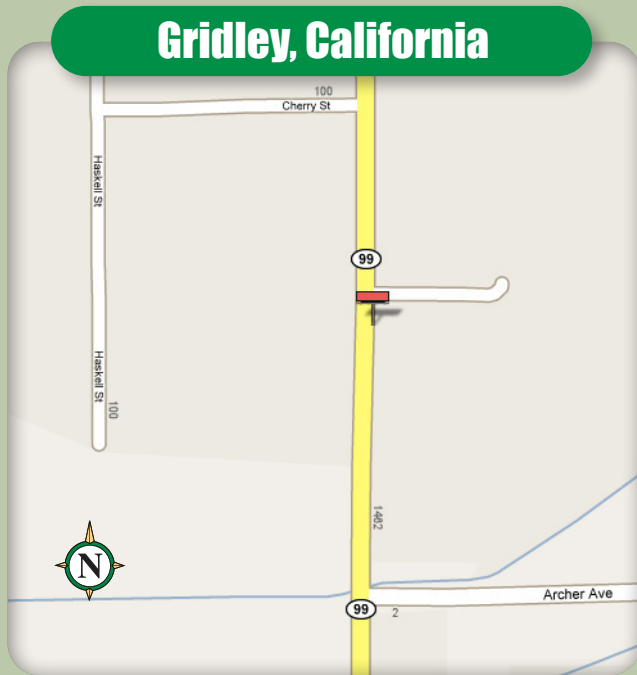 Gridley, California
100
Cherry St
Haskell St
99
Haskell St
100
1462
N
Archer Ave
99
2